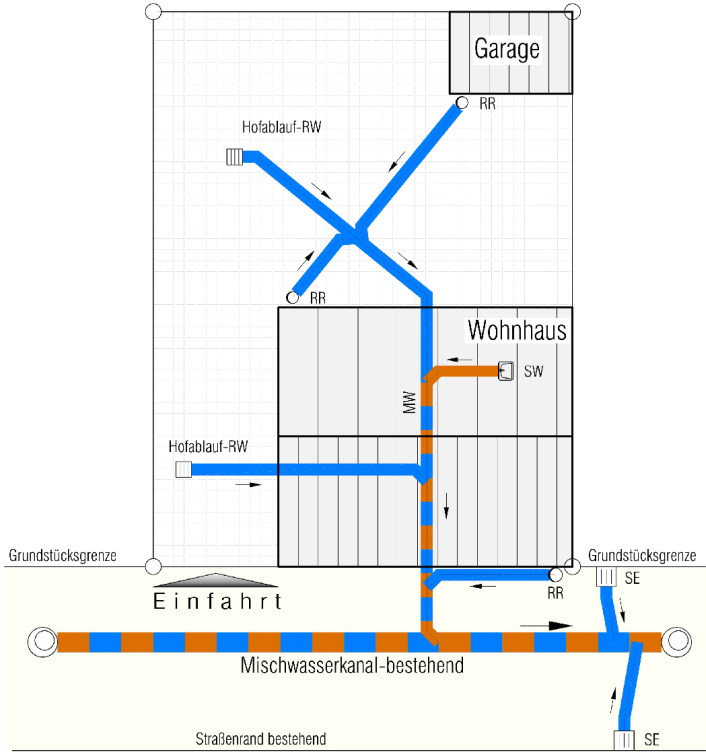 Garage
RR
Hofablauf-RW
RR
Wohnhaus
SW
MW
Hofablauf-RW
Grundstücksgrenze
Grundstücksgrenze
SE
RR
Einfahrt
Mischwasserkanal-bestehend
Straßenrand bestehend
SE